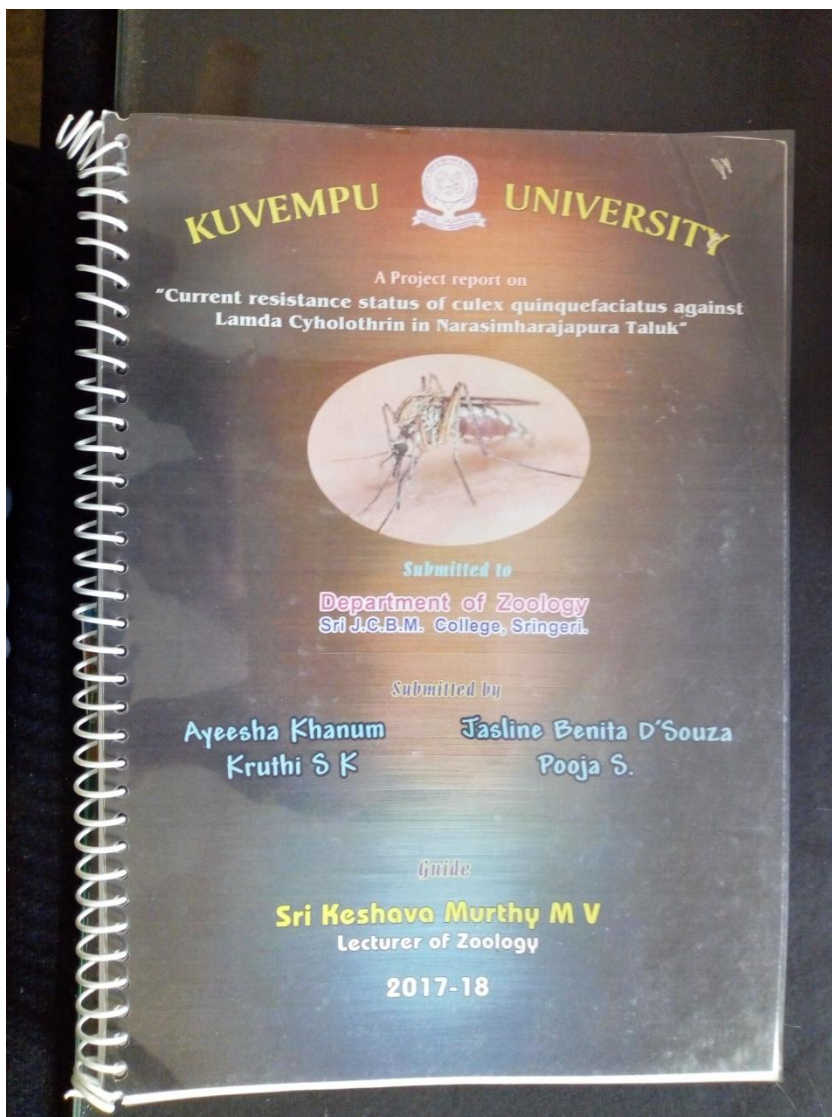 KUVEMPU UNIVERSITY
A Project report on
"Current resistance status of culex quinquefaciatus against
Lamda Cyholothrin in Narasimharajapura Taluk"
Submitted to
Department of Zoology
Sri J.C.B.M. College, Sringeri.
Submitted by
Ayeesha Khanum
Kruthi S K
Jasline Benita D'Souza
Pooja S.
Guide
Sri Keshava Murthy M V
Lecturer of Zoology
2017-18